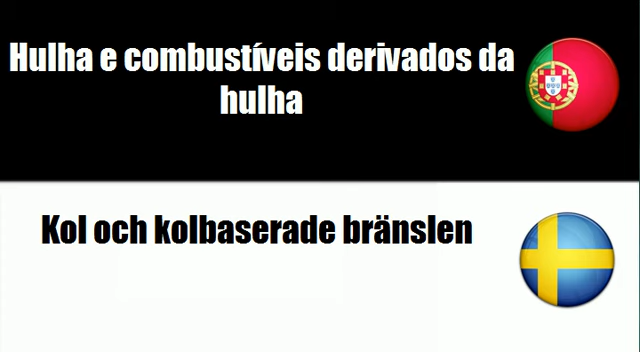 Hulha e combustíveis derivados da
hulha
Kol och kolbaserade bränslen